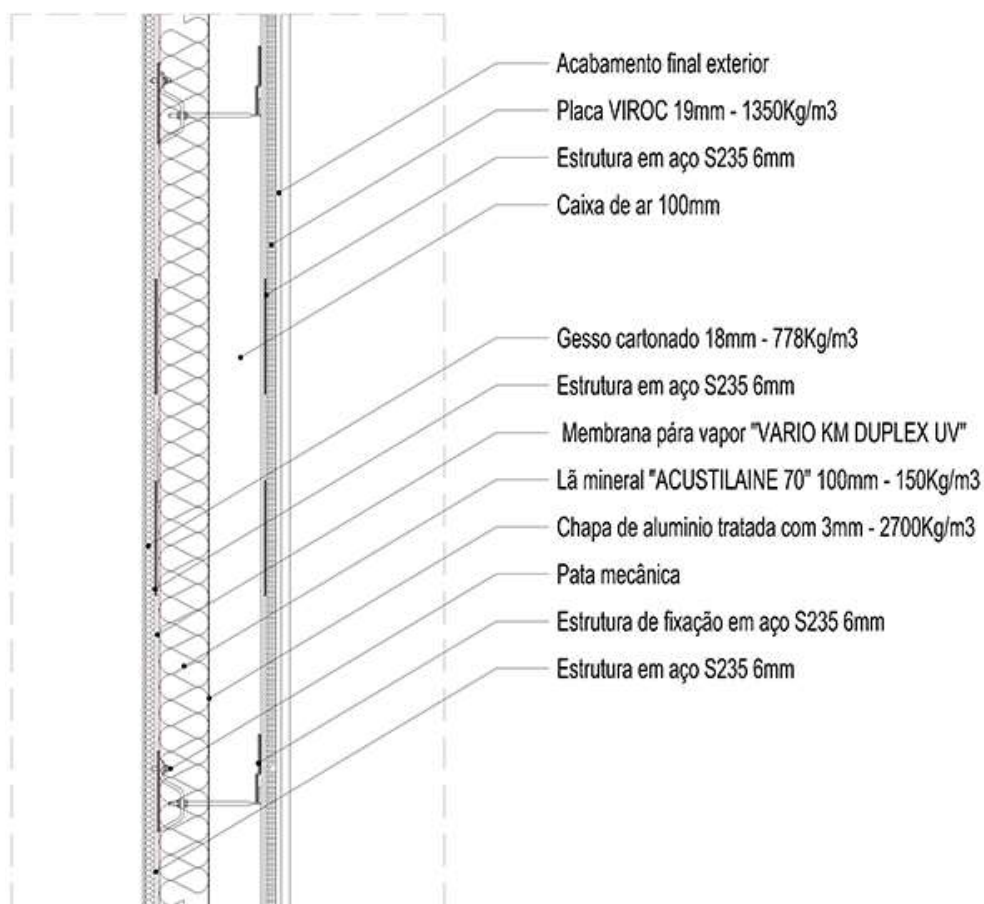 Acabamento final exterior
Placa VIROC 19mm - 1350Kg/m3
Estrutura em aço S235 6mm
Caixa de ar 100mm
Gesso cartonado 18mm - 778Kg/m3
Estrutura em aço S235 6mm
Membrana pára vapor "VARIO KM DUPLEX UV"
Lã mineral "ACUSTILAINE 70" 100mm - 150Kg/m3
Chapa de aluminio tratada com 3mm - 2700Kg/m3
Pata mecânica
Estrutura de fixação em aço S235 6mm
Estrutura em aço S235 6mm